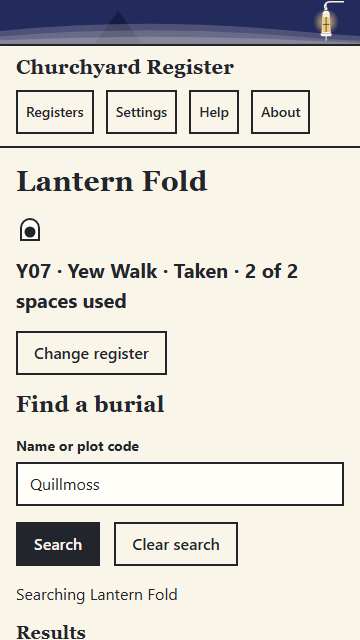 Churchyard Register
Registers
Settings
Help
About
Lantern Fold
Y07 · Yew Walk · Taken · 2 of 2
spaces used
Change register
Find a burial
Name or plot code
Quillmoss
Search
Clear search
Searching Lantern Fold
Results